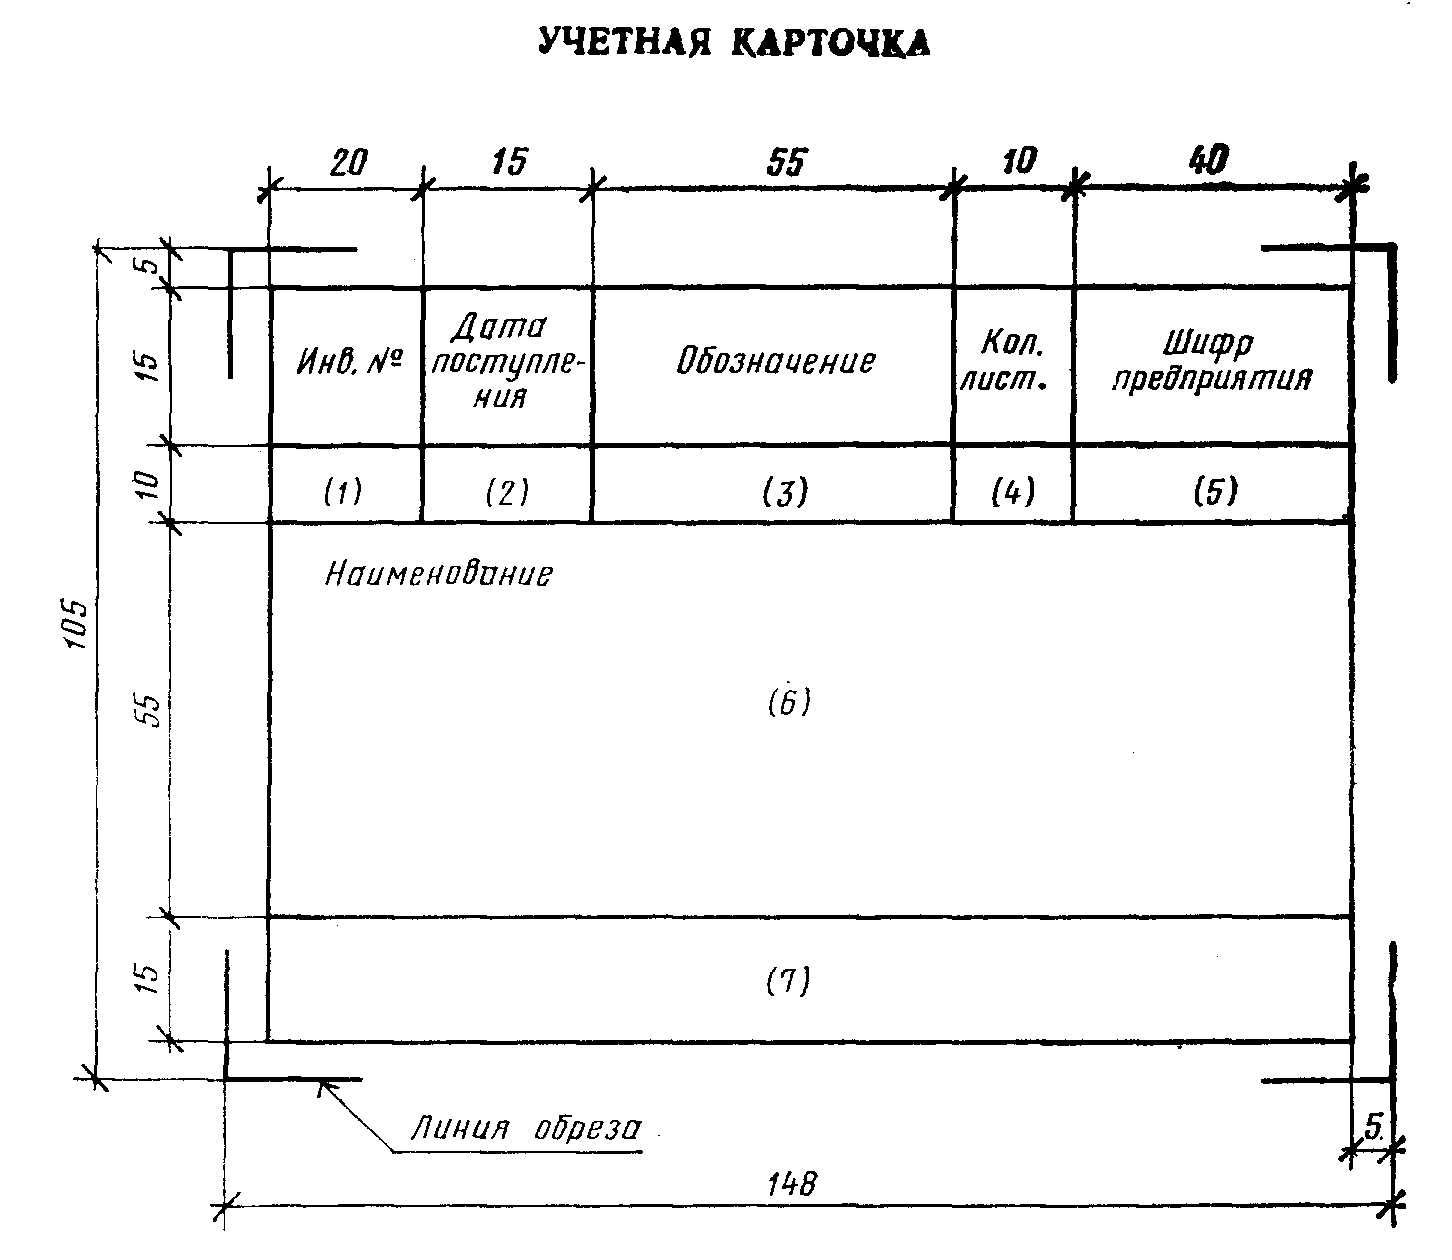 УЧЕТНАЯ КАРТОЧКА
20 15 55 10 40
5
15
10
55
15
105
Инв. №
Дата
поступле-
ния
Обозначение
Кол.
лист.
Шифр
предприятия
(1) (2) (3) (4) (5)
Наименование
(6)
(7)
Линия обреза
5
148